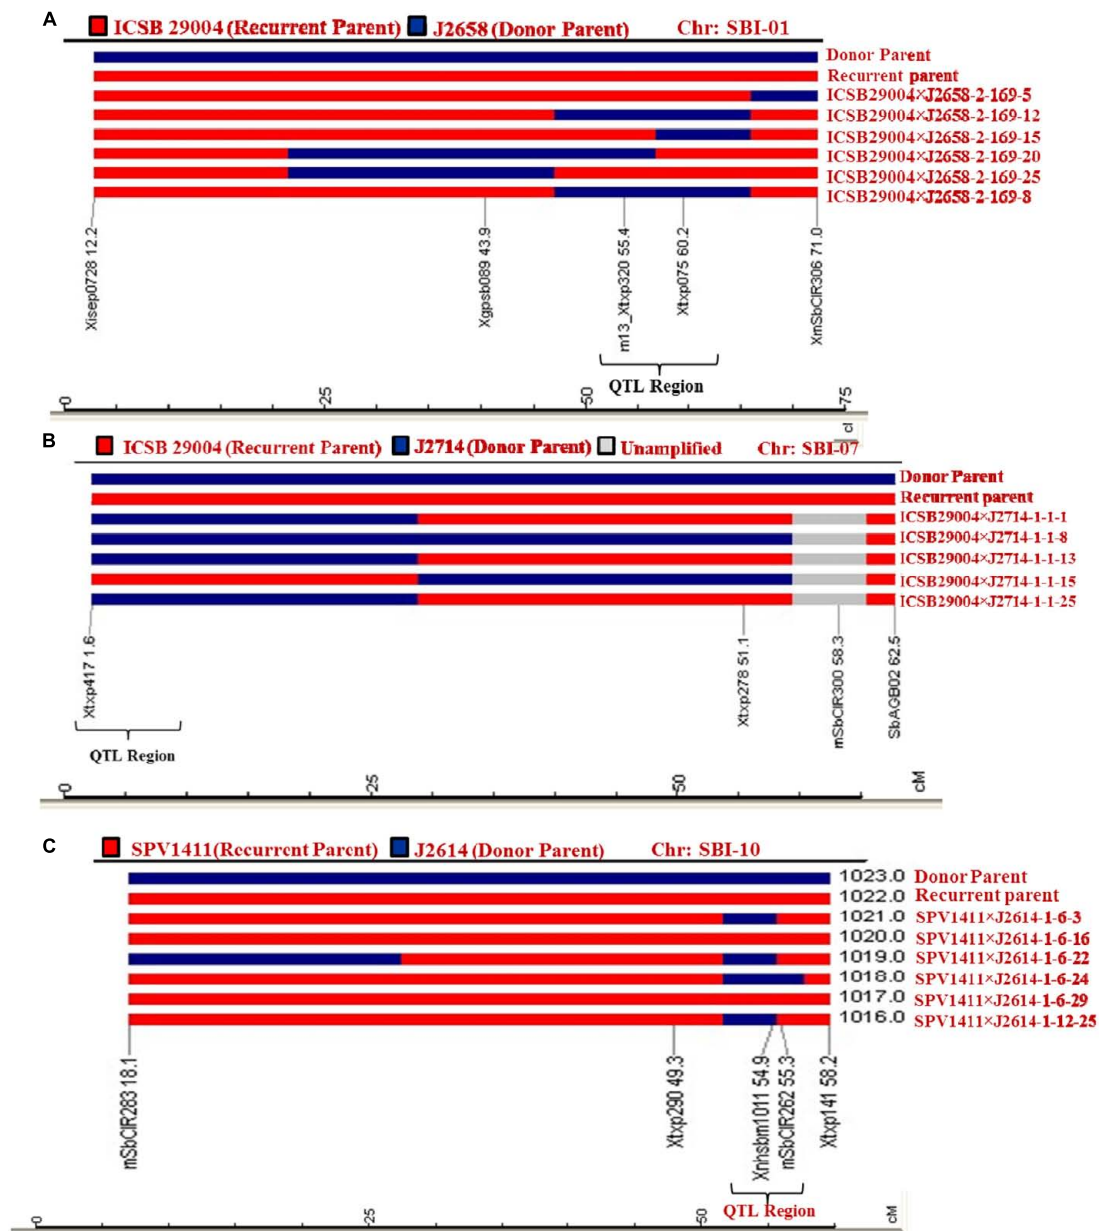 A
ICSB 29004 (Recurrent Parent) J2658 (Donor Parent) Chr: SBI-01
Donor Parent
Recurrent parent
ICSB29004×J2658-2-169-5
ICSB29004×J2658-2-169-12
ICSB29004×J2658-2-169-15
ICSB29004×J2658-2-169-20
ICSB29004×J2658-2-169-25
ICSB29004×J2658-2-169-8
Xisep0728 12.2
Xgpsb089 43.9
m13_Xtxp320 55.4
Xtxp075 60.2
XmSbCIR306 71.0
QTL Region
0 25 50 75
cl
B
ICSB 29004 (Recurrent Parent) J2714 (Donor Parent) Unamplified Chr: SBI-07
Donor Parent
Recurrent parent
ICSB29004×J2714-1-1-1
ICSB29004×J2714-1-1-8
ICSB29004×J2714-1-1-13
ICSB29004×J2714-1-1-15
ICSB29004×J2714-1-1-25
Xtxp417 1.6
Xtxp278 51.1
mSbCIR300 58.3
SbAGB02 62.5
QTL Region
0 25 50 cM
C
SPV1411(Recurrent Parent) J2614 (Donor Parent) Chr: SBI-10
1023.0 Donor Parent
1022.0 Recurrent parent
1021.0 SPV1411×J2614-1-6-3
1020.0 SPV1411×J2614-1-6-16
1019.0 SPV1411×J2614-1-6-22
1018.0 SPV1411×J2614-1-6-24
1017.0 SPV1411×J2614-1-6-29
1016.0 SPV1411×J2614-1-12-25
mSbCIR283 18.1
Xtxp290 49.3
Xnhsbm1011 54.9
mSbCIR262 55.3
Xtxp141 58.2
QTL Region
0 25 50 cM